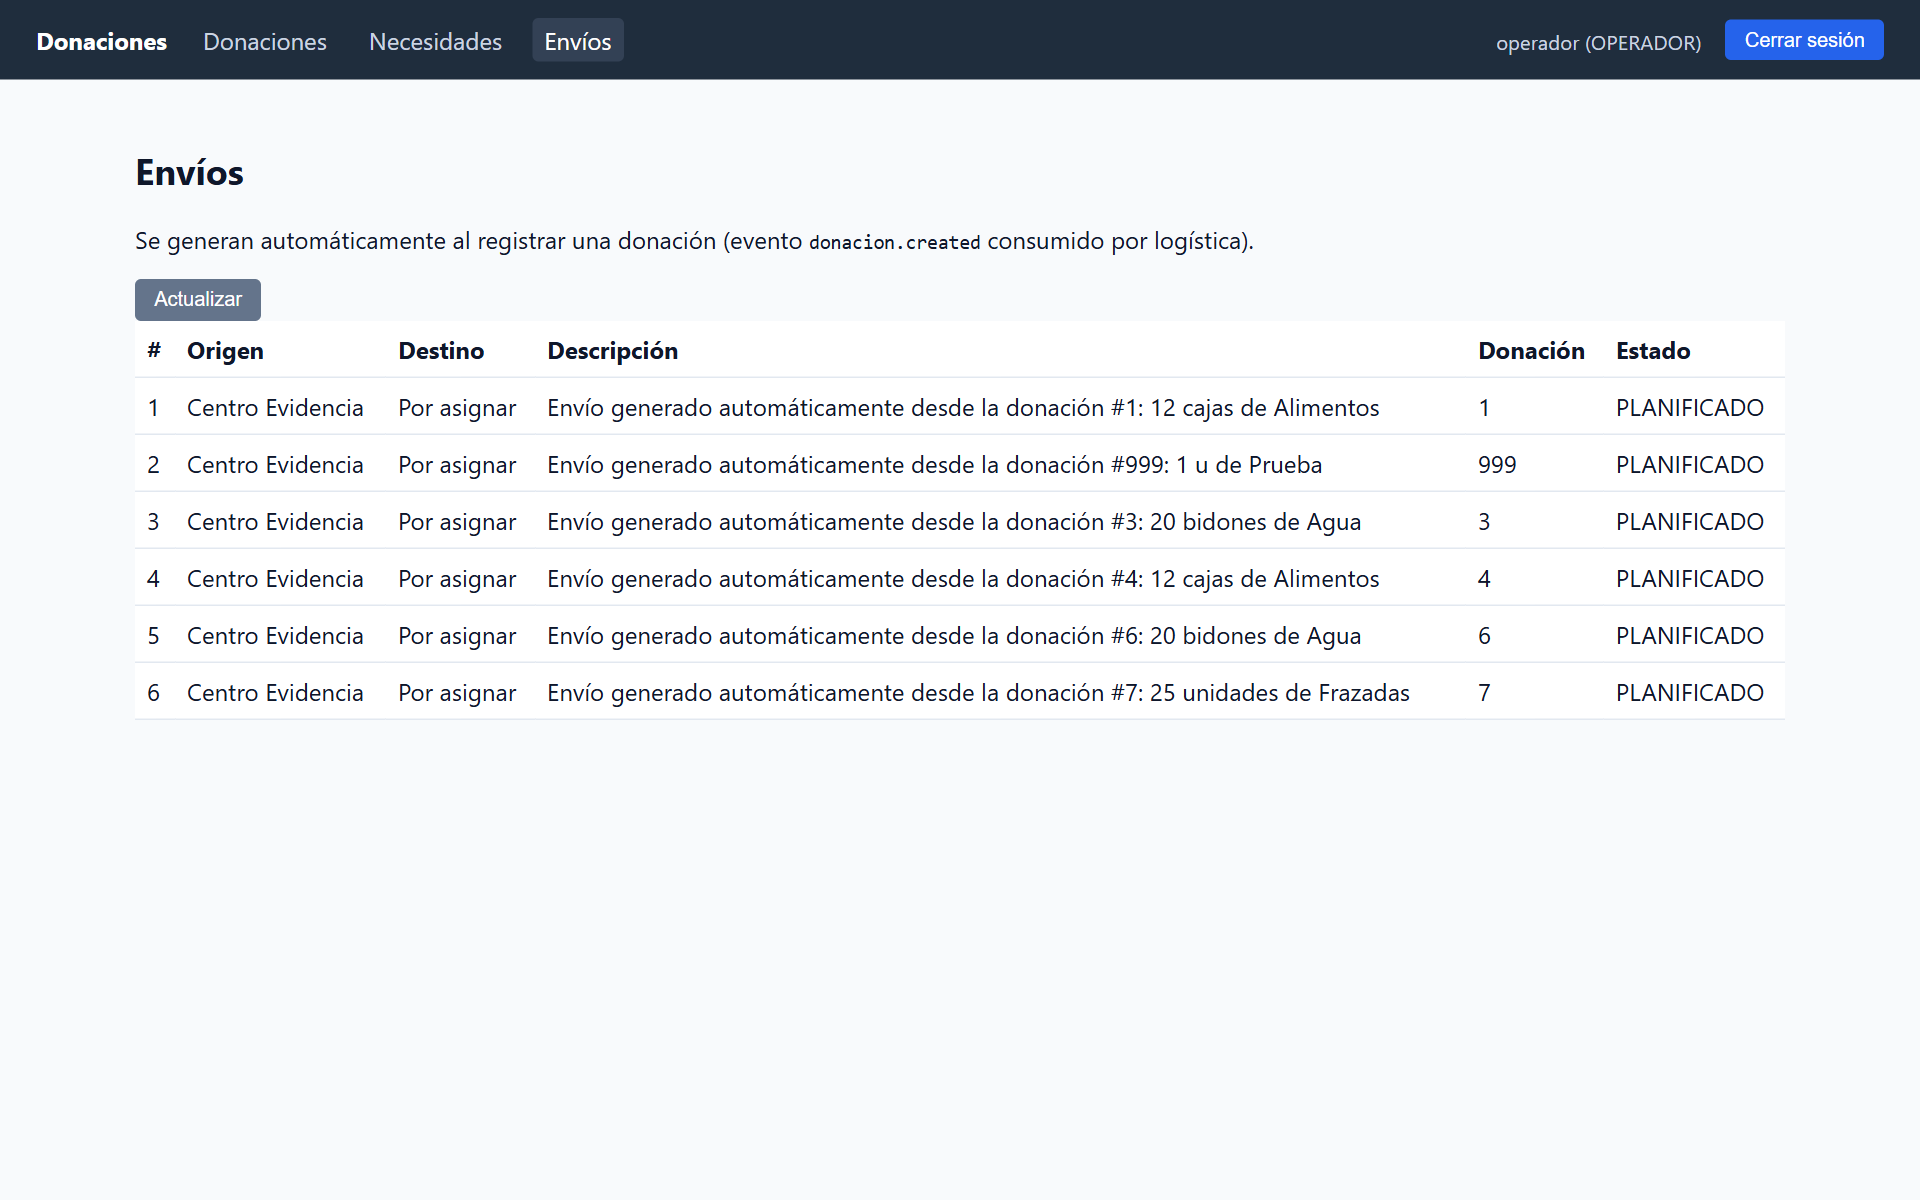 Donaciones Donaciones Necesidades Envíos operador (OPERADOR) Cerrar sesión
Envíos
Se generan automáticamente al registrar una donación (evento donacion.created consumido por logística).
Actualizar
# Origen Destino Descripción Donación Estado
1 Centro Evidencia Por asignar Envío generado automáticamente desde la donación #1: 12 cajas de Alimentos 1 PLANIFICADO
2 Centro Evidencia Por asignar Envío generado automáticamente desde la donación #999: 1 u de Prueba 999 PLANIFICADO
3 Centro Evidencia Por asignar Envío generado automáticamente desde la donación #3: 20 bidones de Agua 3 PLANIFICADO
4 Centro Evidencia Por asignar Envío generado automáticamente desde la donación #4: 12 cajas de Alimentos 4 PLANIFICADO
5 Centro Evidencia Por asignar Envío generado automáticamente desde la donación #6: 20 bidones de Agua 6 PLANIFICADO
6 Centro Evidencia Por asignar Envío generado automáticamente desde la donación #7: 25 unidades de Frazadas 7 PLANIFICADO